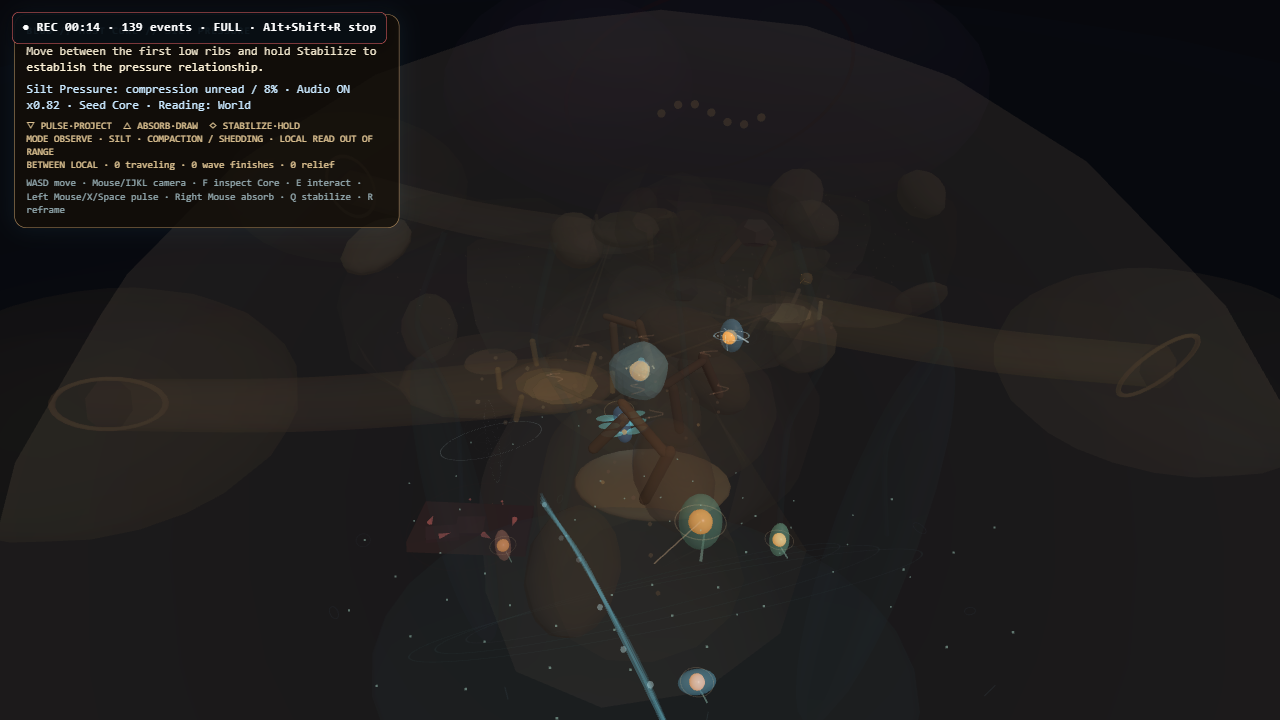 ● REC 00:14 · 139 events · FULL · Alt+Shift+R stop
Move between the first low ribs and hold Stabilize to
establish the pressure relationship.
Silt Pressure: compression unread / 8% · Audio ON
x0.82 · Seed Core · Reading: World
▽ PULSE·PROJECT △ ABSORB·DRAW ◇ STABILIZE·HOLD
MODE OBSERVE · SILT · COMPACTION / SHEDDING · LOCAL READ OUT OF
RANGE
BETWEEN LOCAL · 0 traveling · 0 wave finishes · 0 relief
WASD move · Mouse/IJKL camera · F inspect Core · E interact ·
Left Mouse/X/Space pulse · Right Mouse absorb · Q stabilize · R
reframe